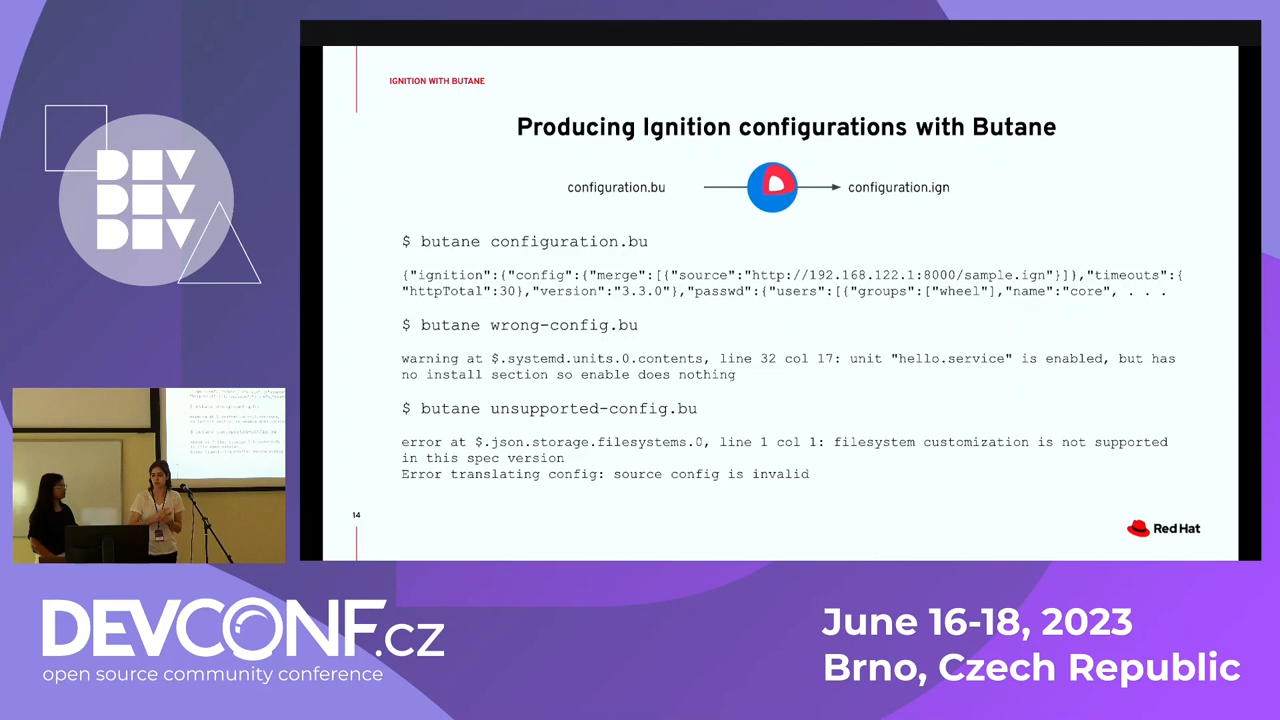 IGNITION WITH BUTANE
Producing Ignition configurations with Butane
configuration.bu
configuration.ign
$ butane configuration.bu
{"ignition":{"config":{"merge":[{"source":"http://192.168.122.1:8000/sample.ign"}]},"timeouts":{
"httpTotal":30},"version":"3.3.0"},"passwd":{"users":[{"groups":["wheel"],"name":"core", . . .
$ butane wrong-config.bu
warning at $.systemd.units.0.contents, line 32 col 17: unit "hello.service" is enabled, but has
no install section so enable does nothing
$ butane unsupported-config.bu
error at $.json.storage.filesystems.0, line 1 col 1: filesystem customization is not supported
in this spec version
Error translating config: source config is invalid
14
Red Hat
DEV
DEV
DEV
DEVCONF.cz
open source community conference
June 16-18, 2023
Brno, Czech Republic